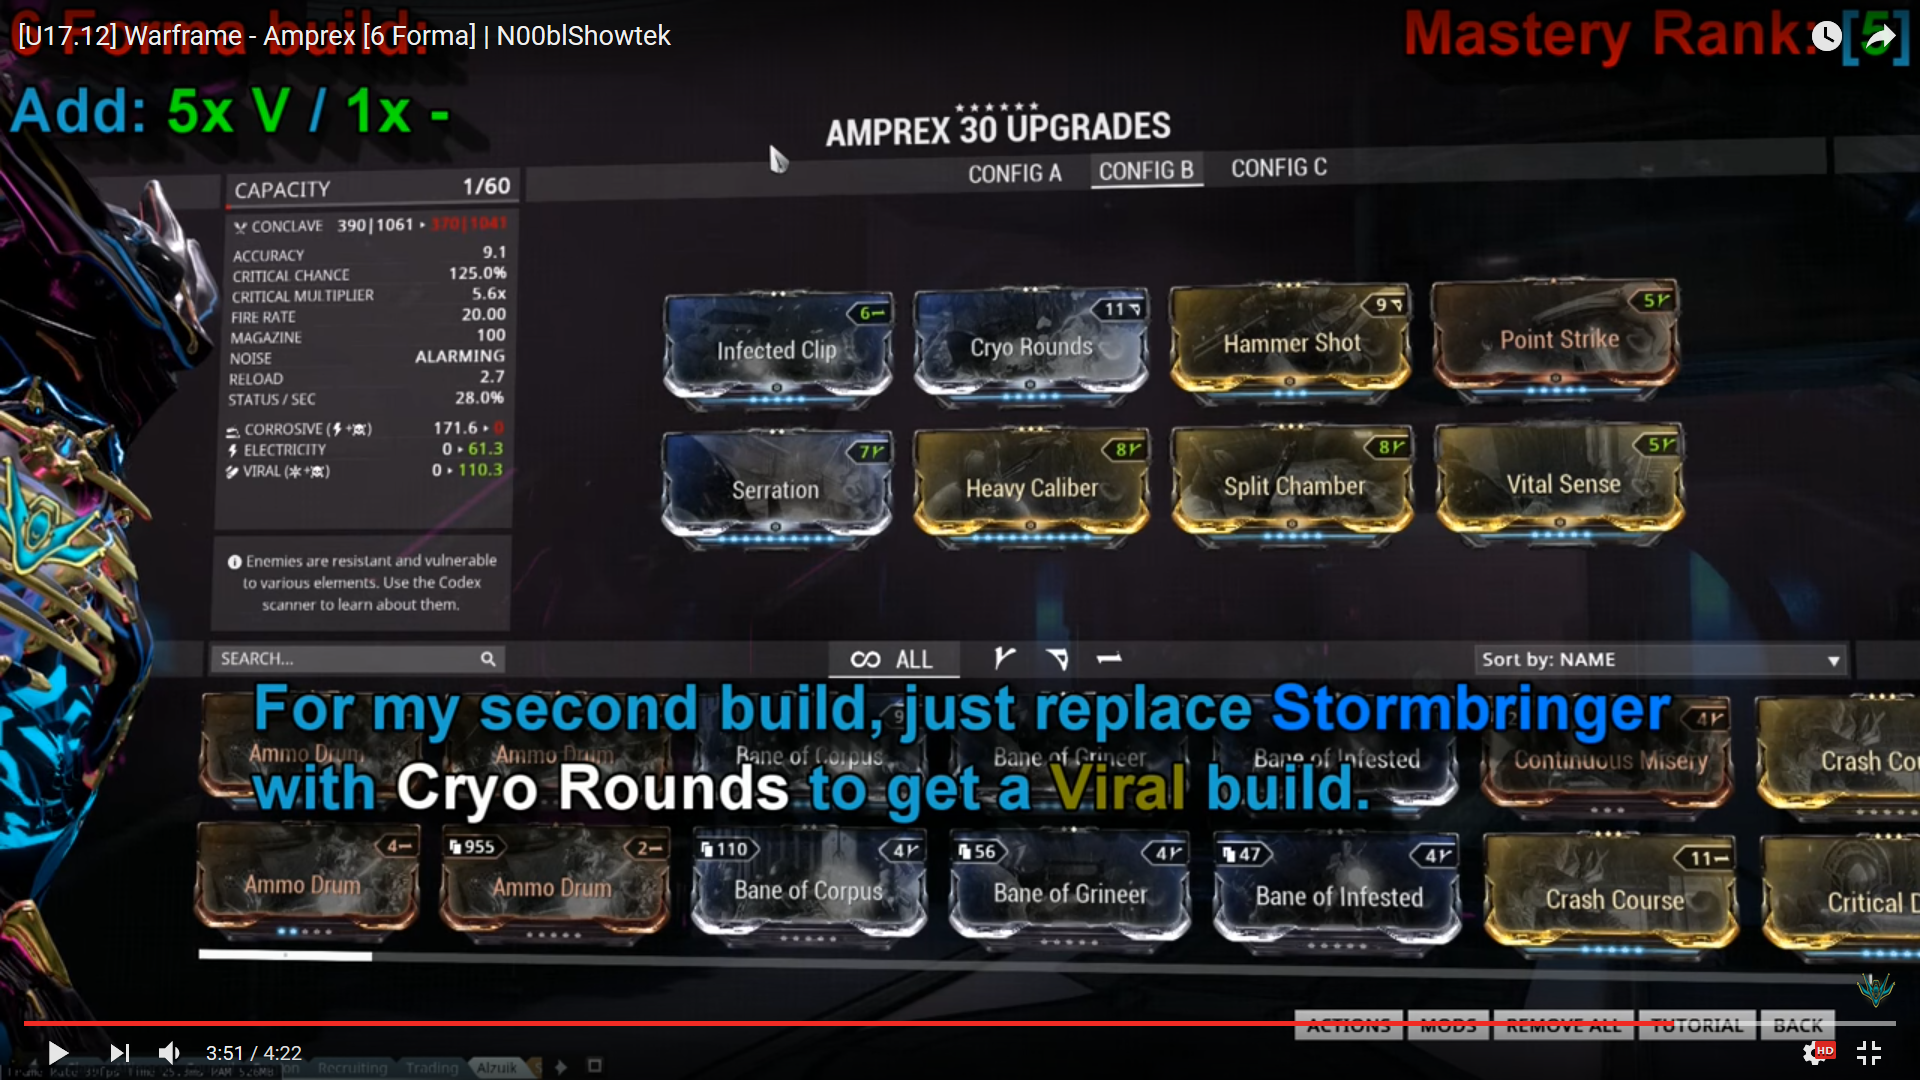 [U17.12] Warframe - Amprex [6 Forma] | N00blShowtek
6 Forma build:
Mastery Rank: [5]
Add: 5x V / 1x -
AMPREX 30 UPGRADES
CONFIG A CONFIG B CONFIG C
CAPACITY 1/60
CONCLAVE 390|1061 370|1041
ACCURACY 9.1
CRITICAL CHANCE 125.0%
CRITICAL MULTIPLIER 5.6x
FIRE RATE 20.00
MAGAZINE 100
NOISE ALARMING
RELOAD 2.7
STATUS / SEC 28.0%
CORROSIVE ( + ) 171.6 0
ELECTRICITY 0 61.3
VIRAL ( + ) 0 110.3
Enemies are resistant and vulnerable
to various elements. Use the Codex
scanner to learn about them.
6 11 9 5
Infected Clip Cryo Rounds Hammer Shot Point Strike
7 8 8 5
Serration Heavy Caliber Split Chamber Vital Sense
SEARCH... ALL Sort by: NAME
For my second build, just replace Stormbringer
with Cryo Rounds to get a Viral build.
9 4
Ammo Drum Ammo Drum Bane of Corpus Bane of Grineer Bane of Infested Continuous Misery Crash Cou
4 955 2 110 4 56 4 47 4 11
Ammo Drum Ammo Drum Bane of Corpus Bane of Grineer Bane of Infested Crash Course Critical D
ACTIONS MODS REMOVE ALL TUTORIAL BACK
3:51 / 4:22
HD
Recruiting Trading Alzuik